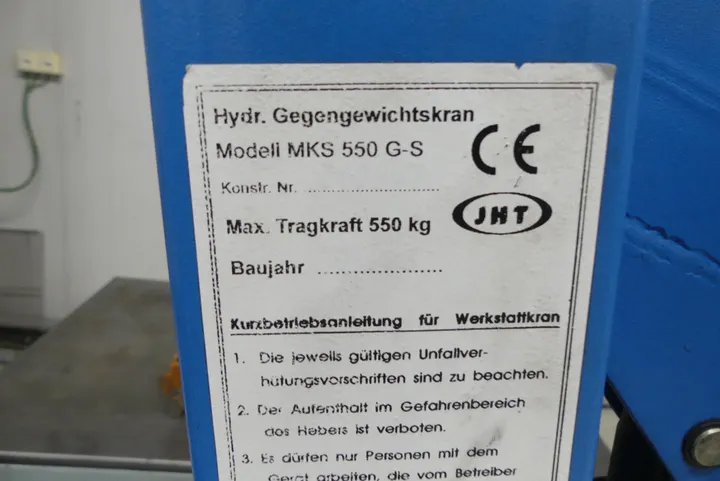 Hydr. Gegengewichtskran
Modell MKS 550 G-S
CE
Konstr. Nr. ........................
JHT
Max. Tragkraft 550 kg
Baujahr .....................
Kurzbetriebsanleitung für Werkstattkran
1. Die jeweils gültigen Unfallver-
hütungsvorschriften sind zu beachten.
2. Der Aufenthalt im Gefahrenbereich
des Hebers ist verboten.
3. Es dürfen nur Personen mit dem
Gerät arbeiten, die vom Betreiber